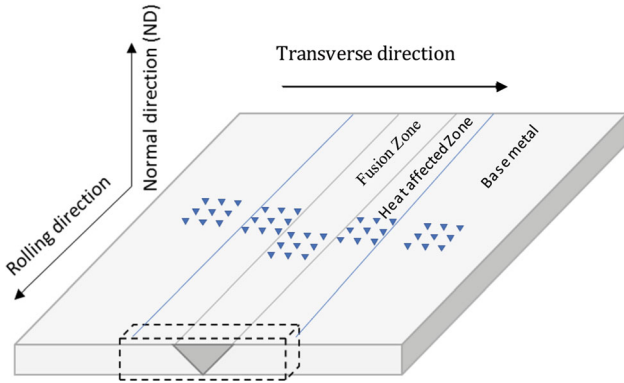 Normal direction (ND)
Transverse direction
Rolling direction
Fusion Zone
Heat affected Zone
Base metal